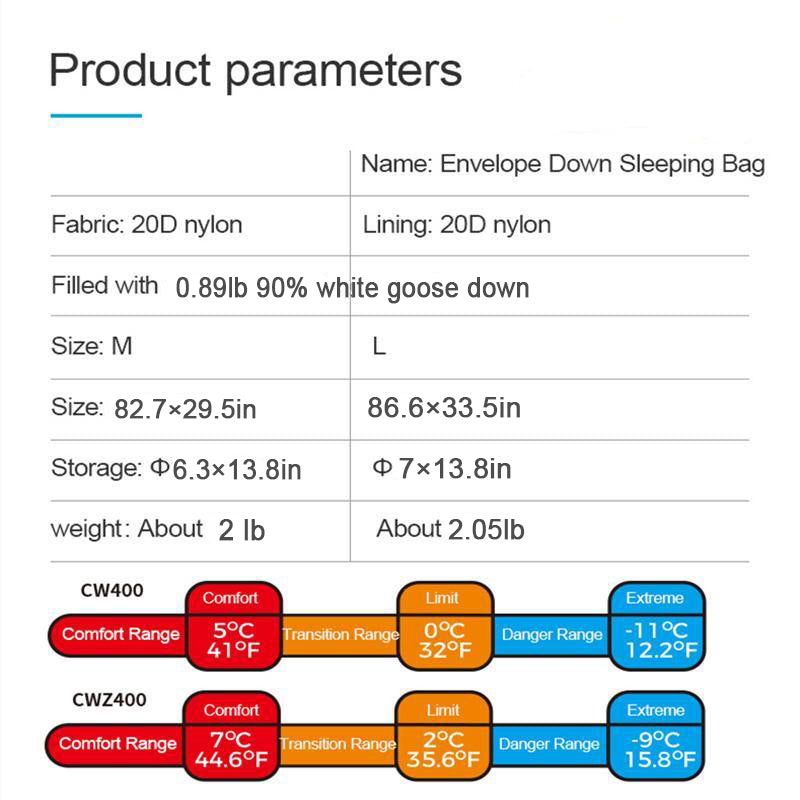 Product parameters
Name: Envelope Down Sleeping Bag
Fabric: 20D nylon
Lining: 20D nylon
Filled with 0.89lb 90% white goose down
Size: M
L
Size: 82.7×29.5in
86.6×33.5in
Storage: Φ6.3×13.8in
Φ 7×13.8in
weight: About 2 lb
About 2.05lb
CW400
Comfort
Limit
Extreme
Comfort Range
5°C
41°F
Transition Range
0°C
32°F
Danger Range
-11°C
12.2°F
CWZ400
Comfort
Limit
Extreme
Comfort Range
7°C
44.6°F
Transition Range
2°C
35.6°F
Danger Range
-9°C
15.8°F